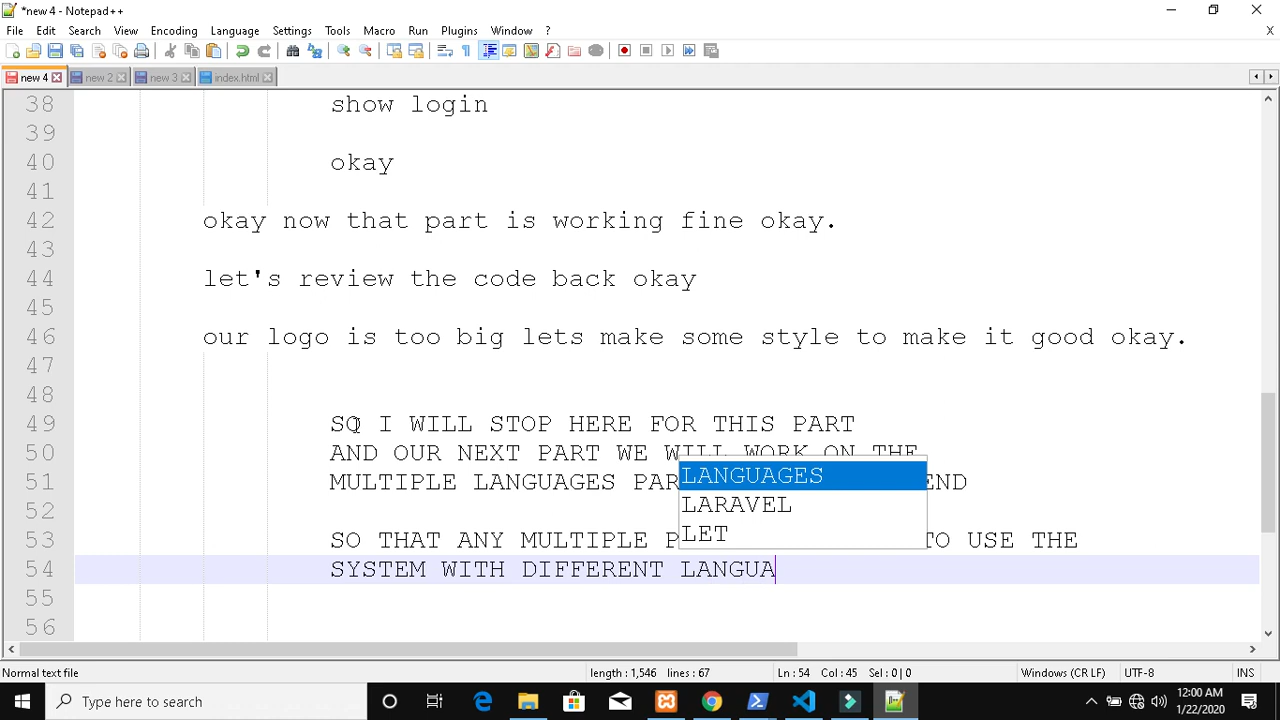 *new 4 - Notepad++
File Edit Search View Encoding Language Settings Tools Macro Run Plugins Window ?
X
new 4 new 2 new 3 index.html
38 show login
39
40 okay
41
42 okay now that part is working fine okay.
43
44 let's review the code back okay
45
46 our logo is too big lets make some style to make it good okay.
47
48
49 SO I WILL STOP HERE FOR THIS PART
50 AND OUR NEXT PART WE WILL WORK ON THE
51 MULTIPLE LANGUAGES PAR END
LANGUAGES
LARAVEL
LET
52
53 SO THAT ANY MULTIPLE P TO USE THE
54 SYSTEM WITH DIFFERENT LANGUA
55
56
Normal text file length : 1,546 lines : 67 Ln : 54 Col : 45 Sel : 0 | 0 Windows (CR LF) UTF-8 INS
Type here to search
12:00 AM
1/22/2020